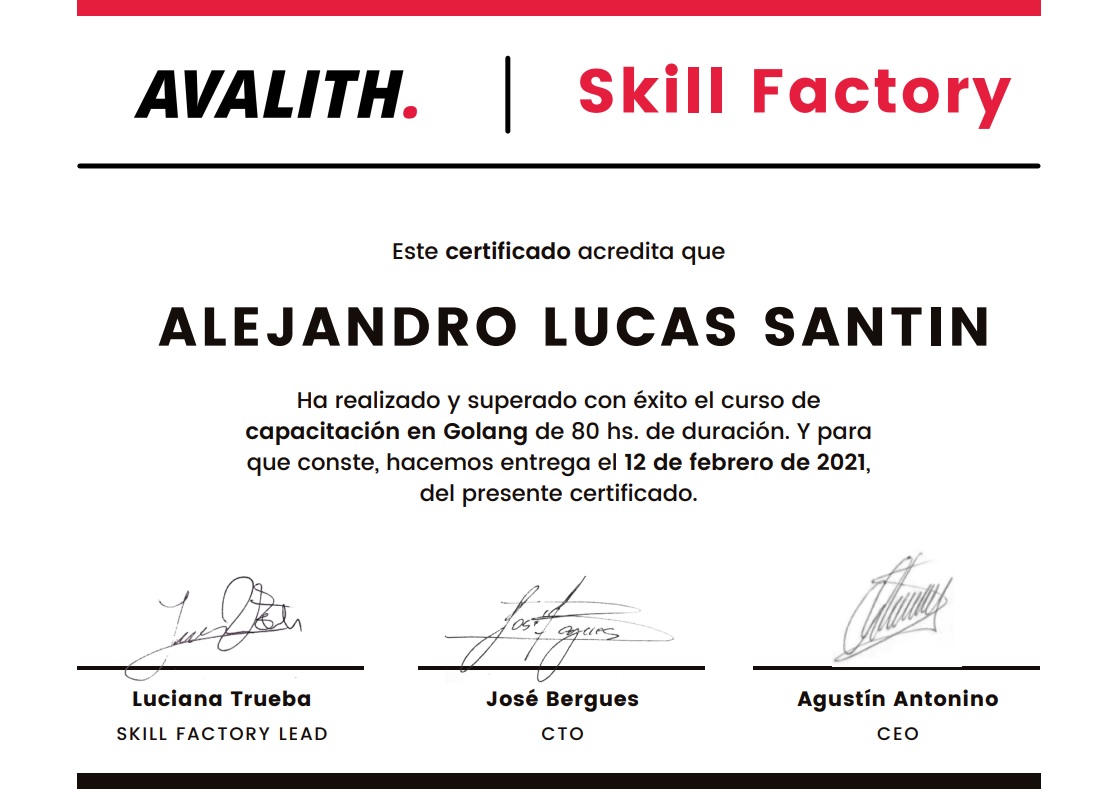 AVALITH. | Skill Factory
Este certificado acredita que
ALEJANDRO LUCAS SANTIN
Ha realizado y superado con éxito el curso de
capacitación en Golang de 80 hs. de duración. Y para
que conste, hacemos entrega el 12 de febrero de 2021,
del presente certificado.
Luciana Trueba
SKILL FACTORY LEAD
José Bergues
CTO
Agustín Antonino
CEO